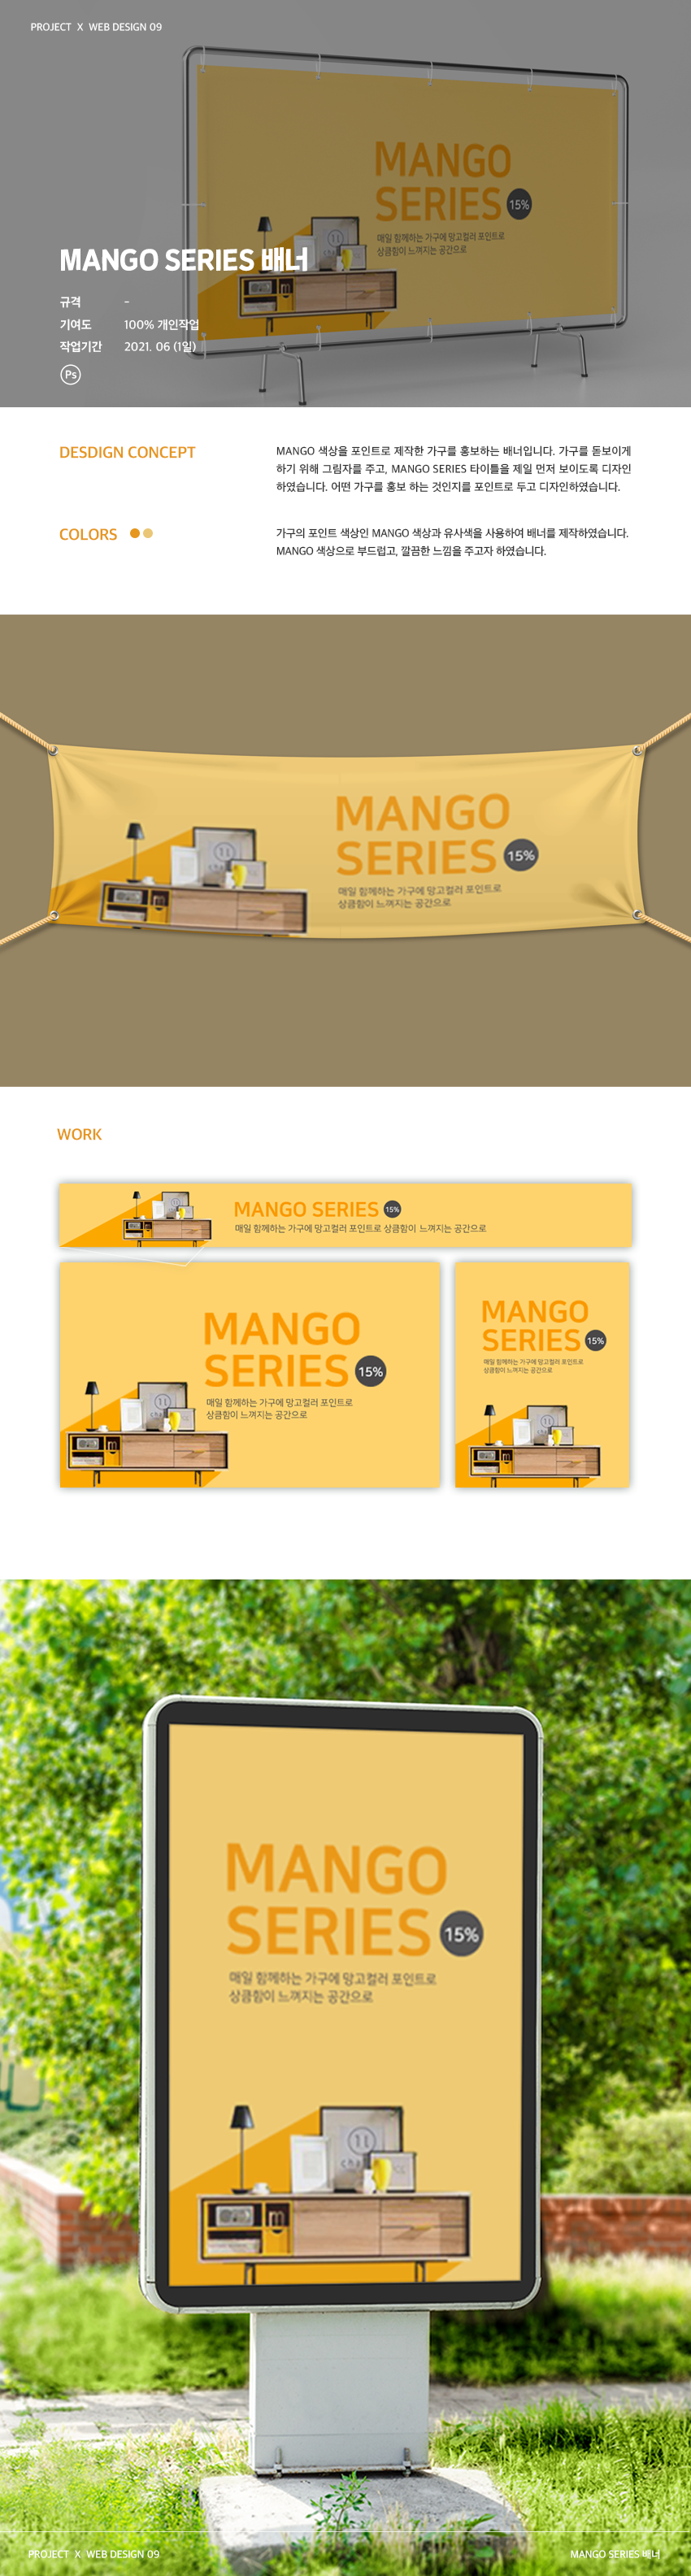 PROJECT X WEB DESIGN 09
MANGO
SERIES 15%
매일 함께하는 가구에 망고컬러 포인트로
상큼함이 느껴지는 공간으로
MANGO SERIES 배너
규격 -
기여도 100% 개인작업
작업기간 2021. 06 (1일)
Ps
DESDIGN CONCEPT
MANGO 색상을 포인트로 제작한 가구를 홍보하는 배너입니다. 가구를 돋보이게
하기 위해 그림자를 주고, MANGO SERIES 타이틀을 제일 먼저 보이도록 디자인
하였습니다. 어떤 가구를 홍보 하는 것인지를 포인트로 두고 디자인하였습니다.
COLORS
가구의 포인트 색상인 MANGO 색상과 유사색을 사용하여 배너를 제작하였습니다.
MANGO 색상으로 부드럽고, 깔끔한 느낌을 주고자 하였습니다.
MANGO
SERIES 15%
매일 함께하는 가구에 망고컬러 포인트로
상큼함이 느껴지는 공간으로
WORK
MANGO SERIES 15%
매일 함께하는 가구에 망고컬러 포인트로 상큼함이 느껴지는 공간으로
MANGO
SERIES 15%
매일 함께하는 가구에 망고컬러 포인트로
상큼함이 느껴지는 공간으로
MANGO
SERIES 15%
매일 함께하는 가구에 망고컬러 포인트로
상큼함이 느껴지는 공간으로
MANGO
SERIES 15%
매일 함께하는 가구에 망고컬러 포인트로
상큼함이 느껴지는 공간으로
PROJECT X WEB DESIGN 09
MANGO SERIES 배너